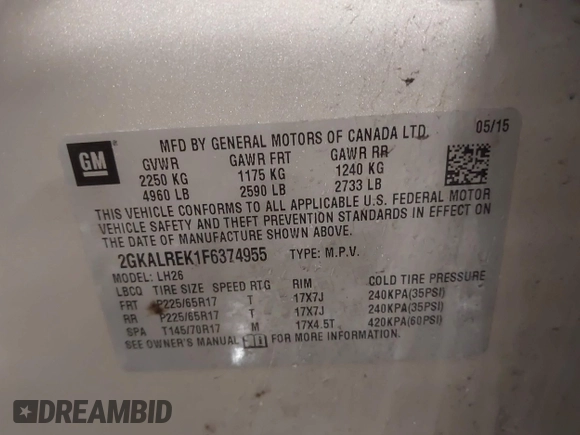 GM
MFD BY GENERAL MOTORS OF CANADA LTD.
05/15
GVWR GAWR FRT GAWR RR
2250 KG 1175 KG 1240 KG
4960 LB 2590 LB 2733 LB
THIS VEHICLE CONFORMS TO ALL APPLICABLE U.S. FEDERAL MOTOR
VEHICLE SAFETY AND THEFT PREVENTION STANDARDS IN EFFECT ON
THE DATE OF MANUFACTURE SHOWN ABOVE.
2GKALREK1F6374955 TYPE: M.P.V.
MODEL: LH26
LBCQ TIRE SIZE SPEED RTG RIM COLD TIRE PRESSURE
FRT P225/65R17 T 17X7J 240KPA(35PSI)
RR P225/65R17 T 17X7J 240KPA(35PSI)
SPA T145/70R17 M 17X4.5T 420KPA(60PSI)
SEE OWNER'S MANUAL FOR MORE INFORMATION.
DREAMBID